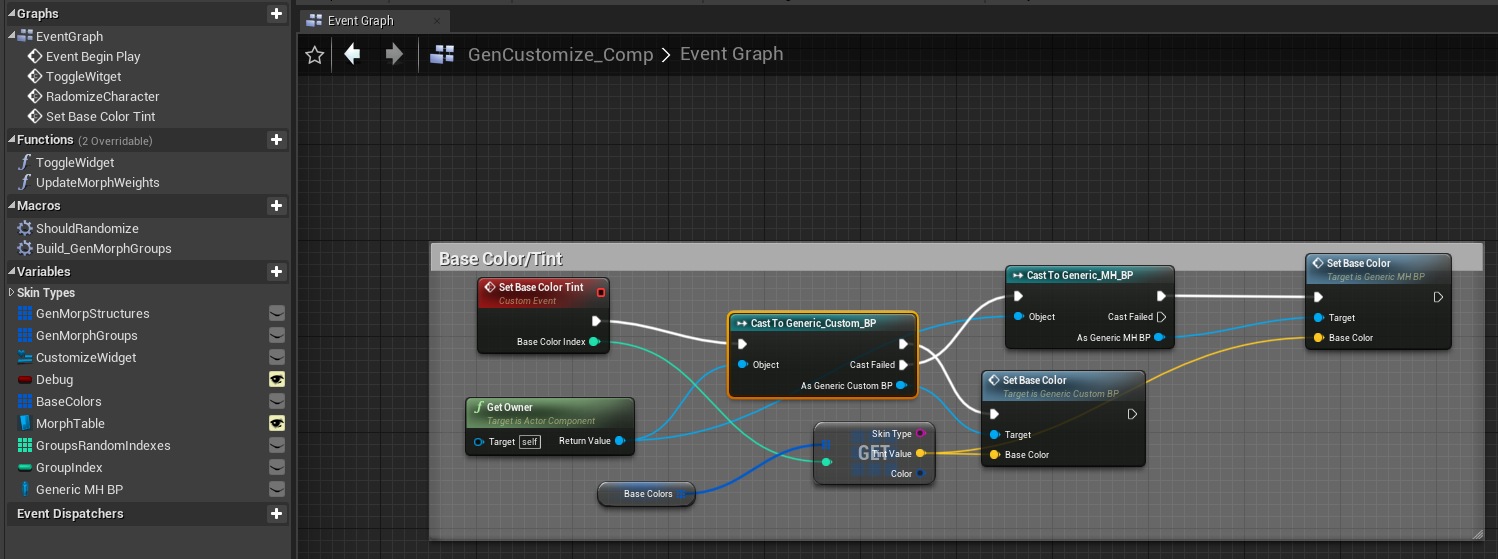 Graphs
EventGraph
Event Begin Play
ToggleWitget
RadomizeCharacter
Set Base Color Tint
Functions (2 Overridable)
ToggleWidget
UpdateMorphWeights
Macros
ShouldRandomize
Build_GenMorphGroups
Variables
Skin Types
GenMorpStructures
GenMorphGroups
CustomizeWidget
Debug
BaseColors
MorphTable
GroupsRandomIndexes
GroupIndex
Generic MH BP
Event Dispatchers
Event Graph
GenCustomize_Comp > Event Graph
Base Color/Tint
Set Base Color Tint
Custom Event
Base Color Index
Get Owner
Target is Actor Component
Target self Return Value
Base Colors
Cast To Generic_Custom_BP
Object Cast Failed
As Generic Custom BP
GET
Skin Type
Tint Value
Color
Cast To Generic_MH_BP
Object Cast Failed
As Generic MH BP
Set Base Color
Target is Generic Custom BP
Target
Base Color
Set Base Color
Target is Generic MH BP
Target
Base Color